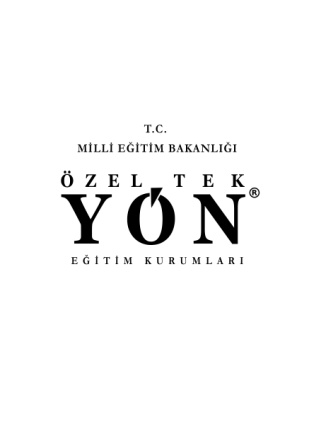 T.C.
MİLLİ EĞİTİM BAKANLIĞI
ÖZEL TEK
YÖN®
EĞİTİM KURUMLARI